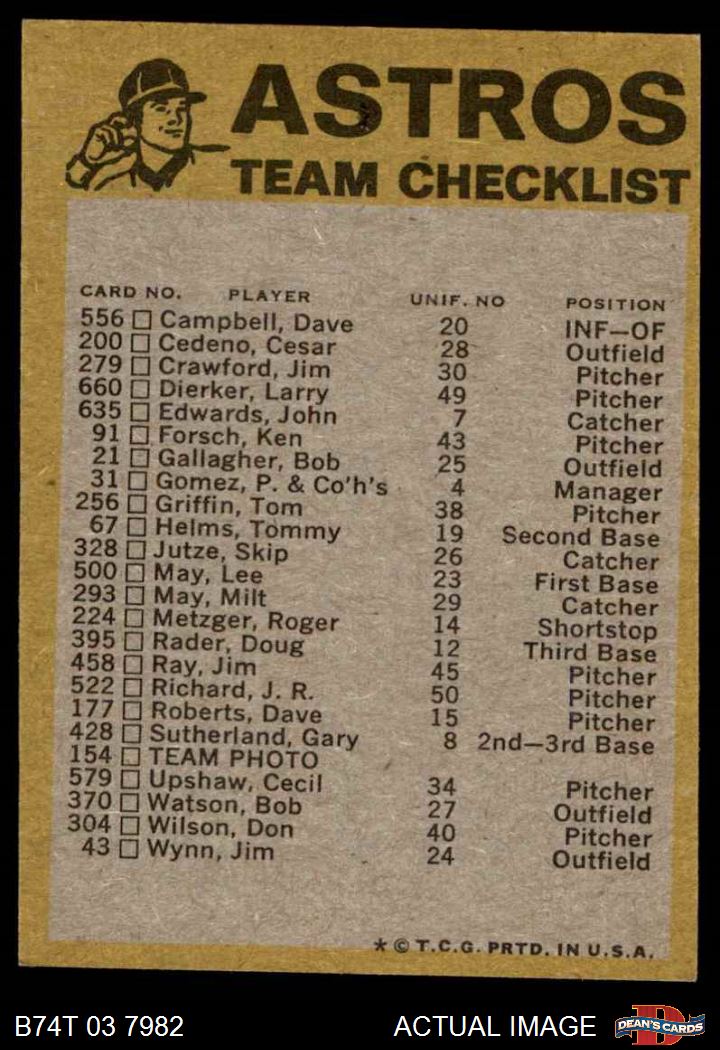 ASTROS
TEAM CHECKLIST
CARD NO. PLAYER UNIF. NO POSITION
556 Campbell, Dave 20 INF-OF
200 Cedeno, Cesar 28 Outfield
279 Crawford, Jim 30 Pitcher
660 Dierker, Larry 49 Pitcher
635 Edwards, John 7 Catcher
91 Forsch, Ken 43 Pitcher
21 Gallagher, Bob 25 Outfield
31 Gomez, P. & Co'h's 4 Manager
256 Griffin, Tom 38 Pitcher
67 Helms, Tommy 19 Second Base
328 Jutze, Skip 26 Catcher
500 May, Lee 23 First Base
293 May, Milt 29 Catcher
224 Metzger, Roger 14 Shortstop
395 Rader, Doug 12 Third Base
458 Ray, Jim 45 Pitcher
522 Richard, J. R. 50 Pitcher
177 Roberts, Dave 15 Pitcher
428 Sutherland, Gary 8 2nd-3rd Base
154 TEAM PHOTO
579 Upshaw, Cecil 34 Pitcher
370 Watson, Bob 27 Outfield
304 Wilson, Don 40 Pitcher
43 Wynn, Jim 24 Outfield
* © T.C.G. PRTD. IN U.S.A.
B74T 03 7982 ACTUAL IMAGE D DEAN'S CARDS